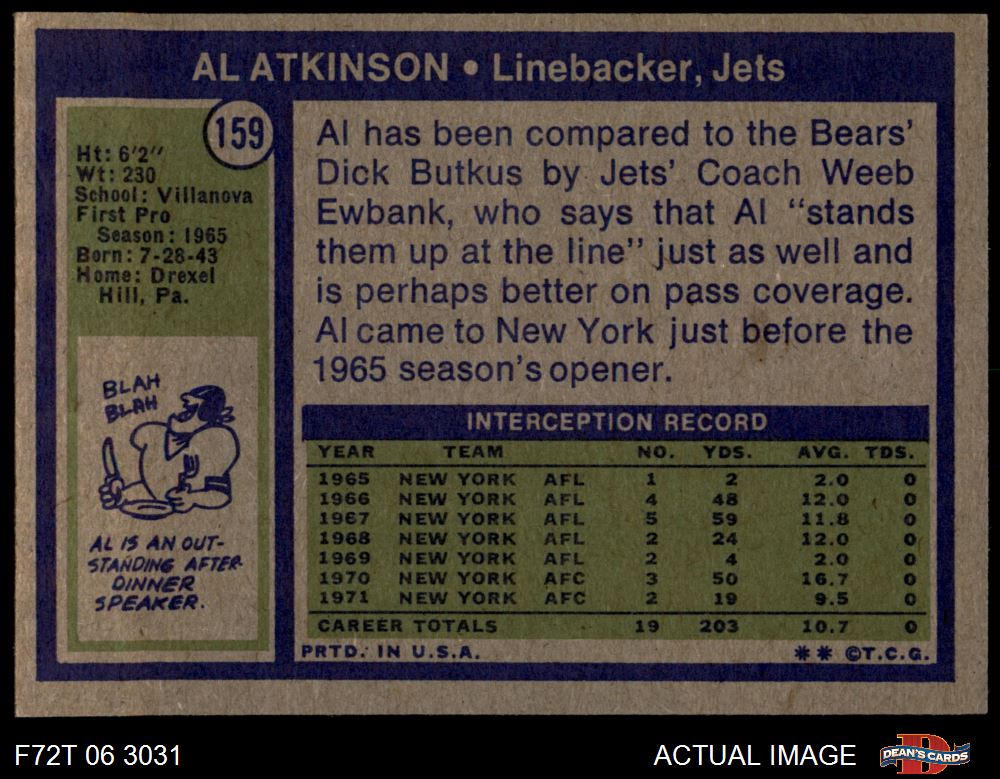 AL ATKINSON • Linebacker, Jets
159
Ht: 6'2"
Wt: 230
School: Villanova
First Pro
Season: 1965
Born: 7-28-43
Home: Drexel
Hill, Pa.
BLAH
BLAH
AL IS AN OUT-
STANDING AFTER-
DINNER
SPEAKER.
Al has been compared to the Bears'
Dick Butkus by Jets' Coach Weeb
Ewbank, who says that Al "stands
them up at the line" just as well and
is perhaps better on pass coverage.
Al came to New York just before the
1965 season's opener.
INTERCEPTION RECORD
YEAR TEAM NO. YDS. AVG. TDS.
1965 NEW YORK AFL 1 2 2.0 0
1966 NEW YORK AFL 4 48 12.0 0
1967 NEW YORK AFL 5 59 11.8 0
1968 NEW YORK AFL 2 24 12.0 0
1969 NEW YORK AFL 2 4 2.0 0
1970 NEW YORK AFC 3 50 16.7 0
1971 NEW YORK AFC 2 19 9.5 0
CAREER TOTALS 19 203 10.7 0
PRTD. IN U.S.A. ** ©T.C.G.
F72T 06 3031 ACTUAL IMAGE DEAN'S CARDS